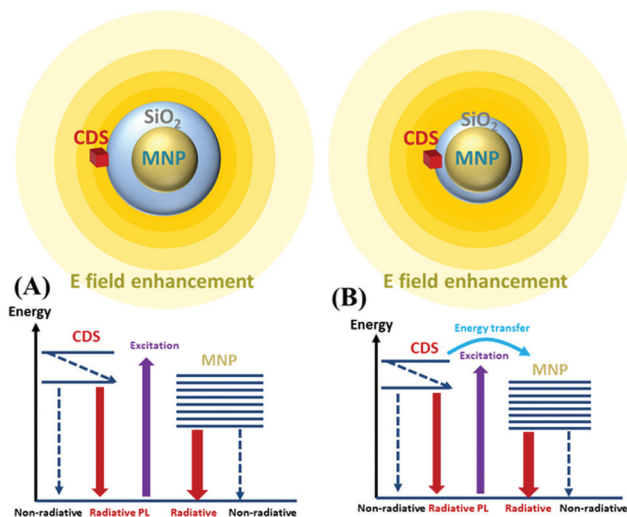 SiO2
CDS
MNP
E field enhancement
(A)
Energy
CDS
Excitation
MNP
Non-radiative Radiative PL Radiative Non-radiative
SiO2
CDS
MNP
E field enhancement
(B)
Energy
Energy transfer
CDS
Excitation
MNP
Non-radiative Radiative PL Radiative Non-radiative